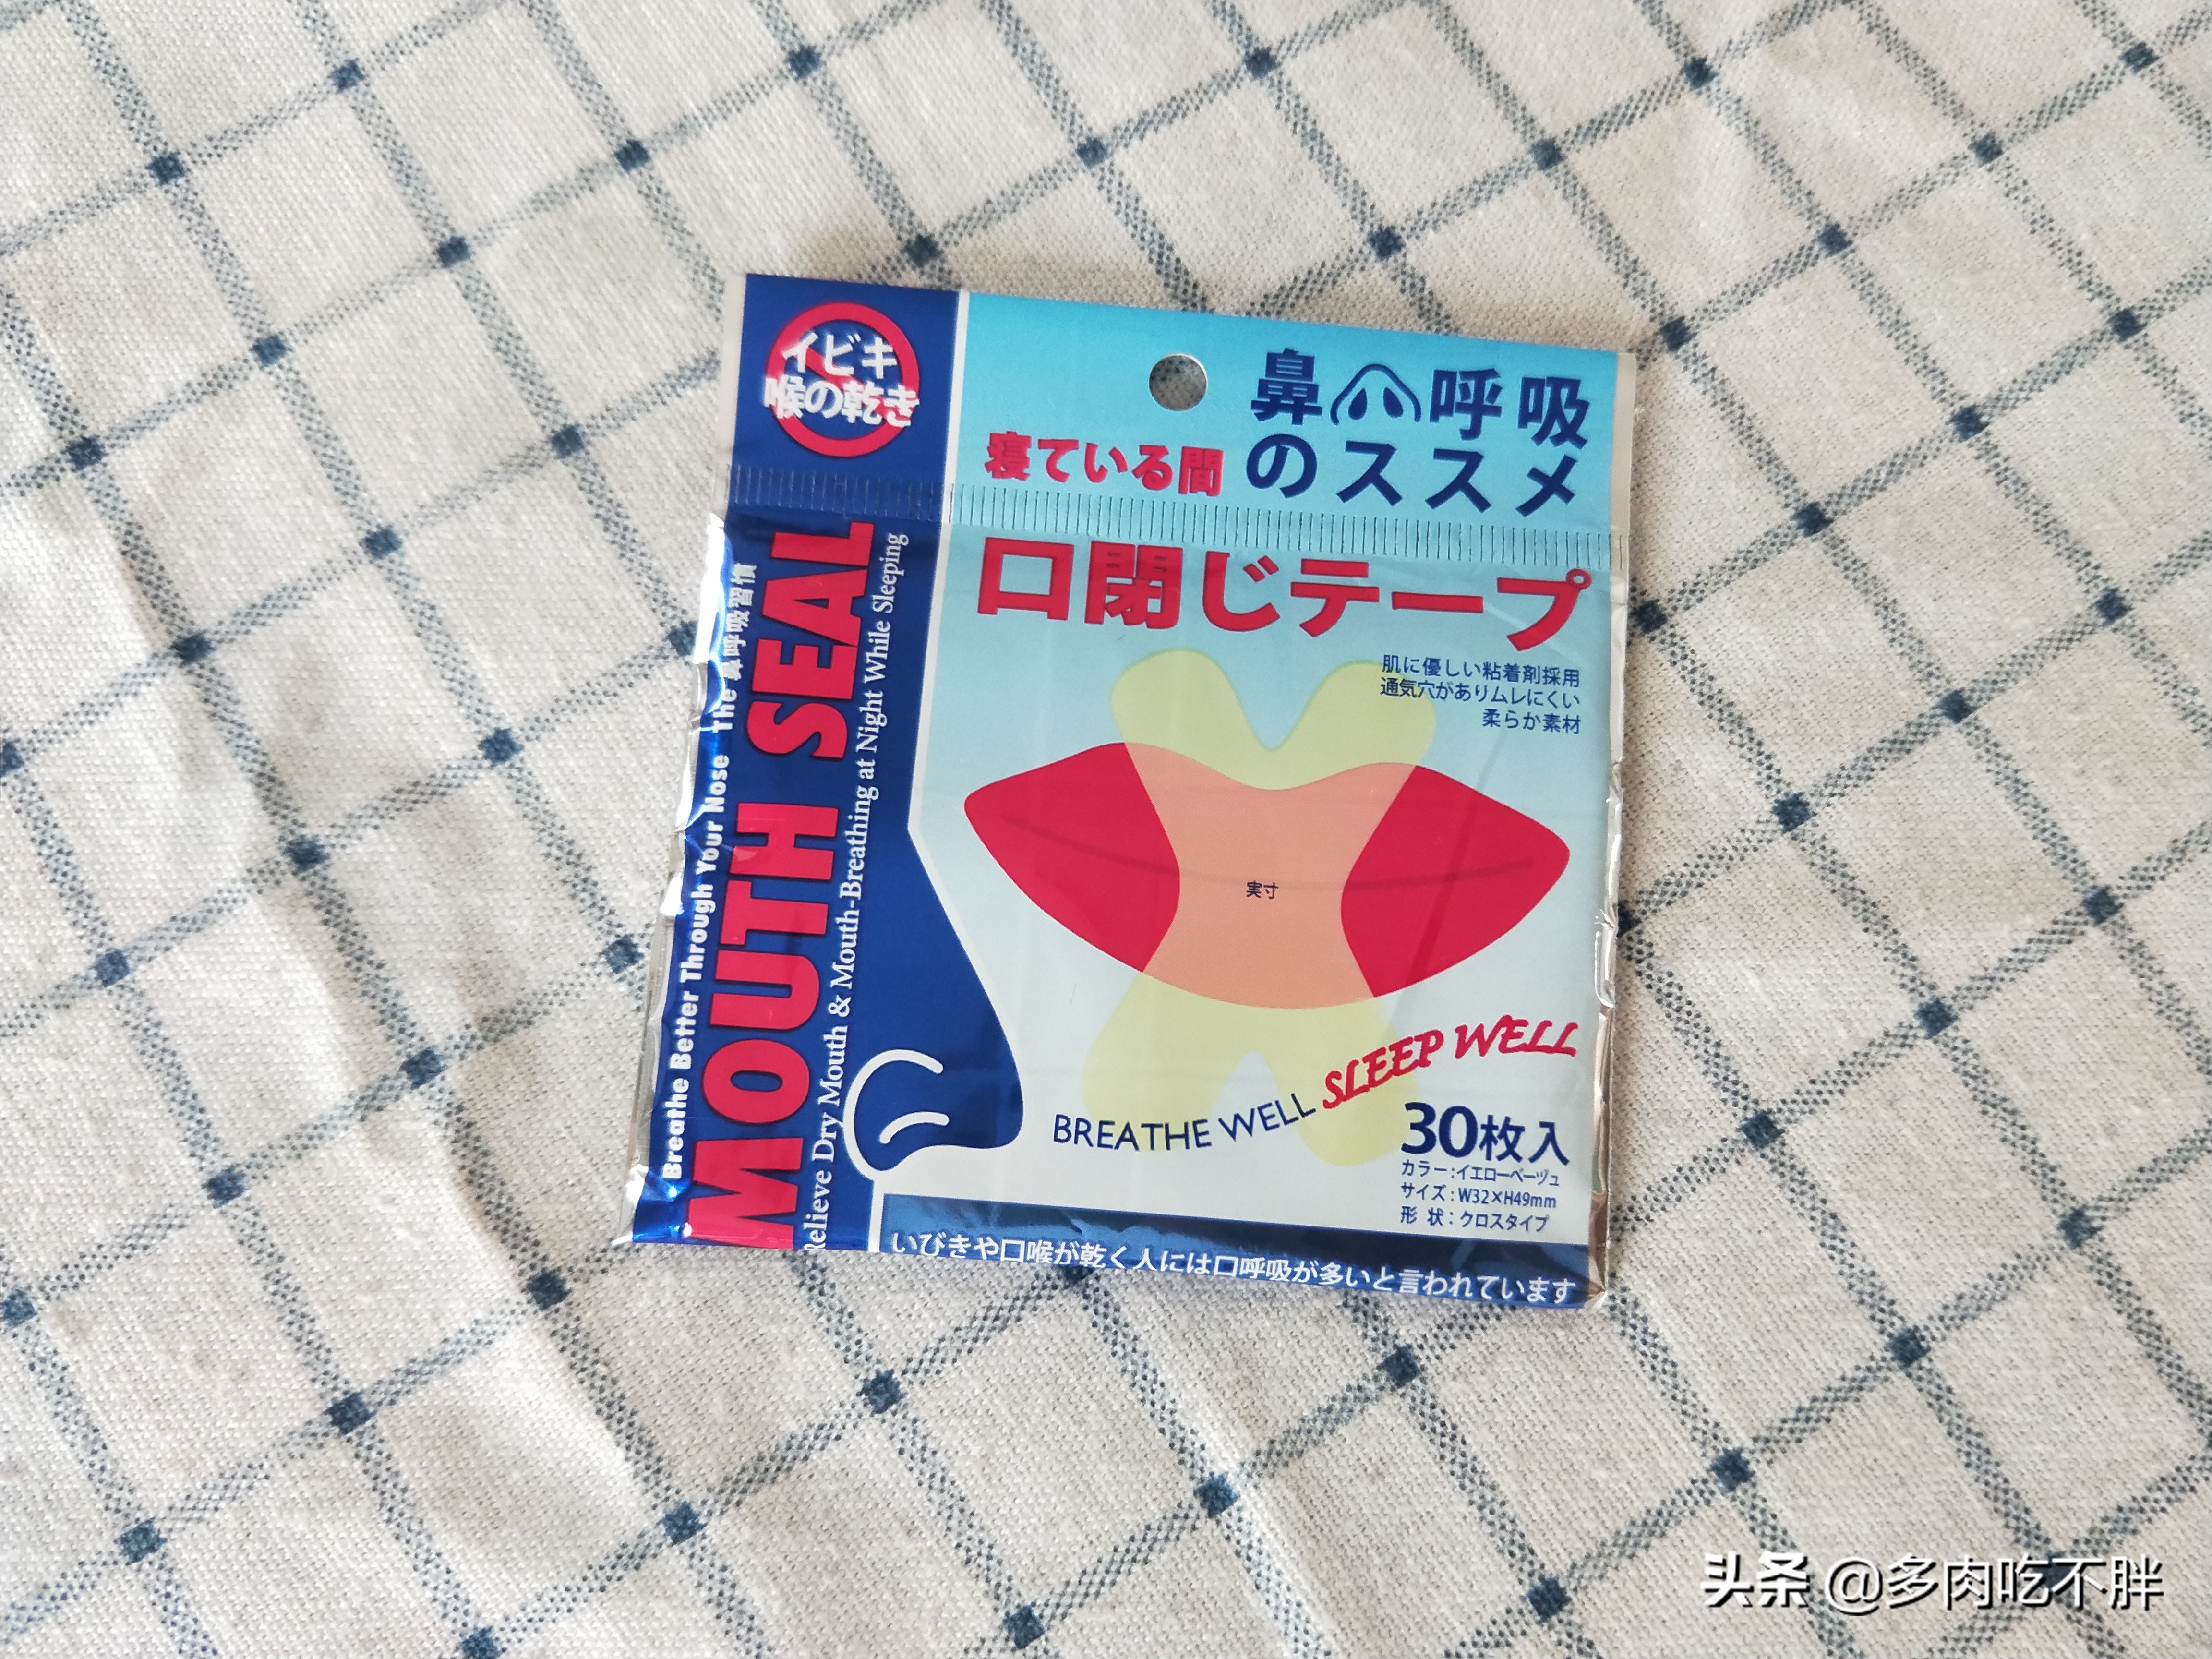 イビキ
喉の乾き
鼻呼吸
のススメ
寝ている間
口閉じテープ
肌に優しい粘着剤採用
通気穴がありムレにくい
柔らか素材
実寸
BREATHE WELL SLEEP WELL
30枚入
カラー:イエローベーヅュ
サイズ:W32×H49mm
形 状:クロスタイプ
いびきや口喉が乾く人には口呼吸が多いと言われています
Breathe Better Through Your Nose The 鼻呼吸習慣
MOUTH SEAL
Relieve Dry Mouth & Mouth-Breathing at Night While Sleeping
头条 @多肉吃不胖